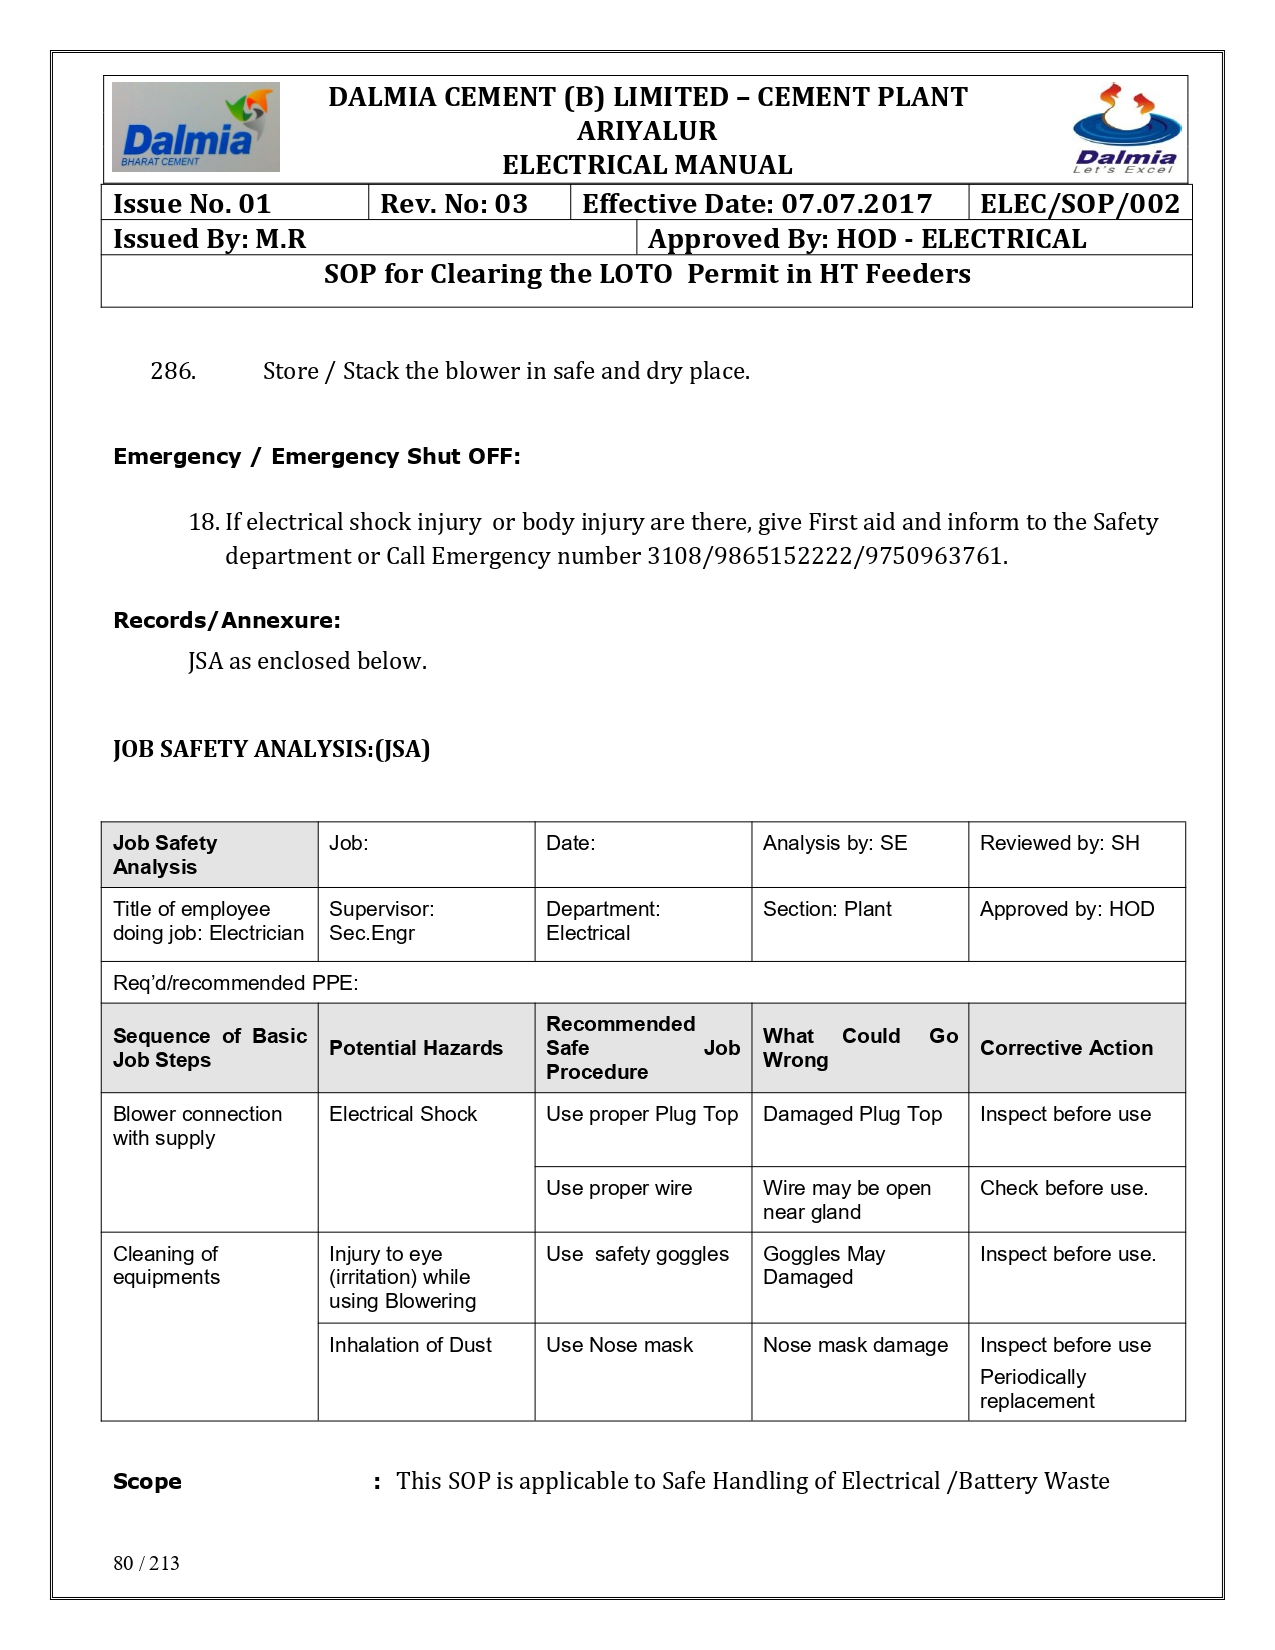 Dalmia
BHARAT CEMENT
DALMIA CEMENT (B) LIMITED – CEMENT PLANT
ARIYALUR
ELECTRICAL MANUAL
Dalmia
Let's Excel
Issue No. 01 Rev. No: 03 Effective Date: 07.07.2017 ELEC/SOP/002
Issued By: M.R Approved By: HOD - ELECTRICAL
SOP for Clearing the LOTO Permit in HT Feeders
286. Store / Stack the blower in safe and dry place.
Emergency / Emergency Shut OFF:
18. If electrical shock injury or body injury are there, give First aid and inform to the Safety
department or Call Emergency number 3108/9865152222/9750963761.
Records/Annexure:
JSA as enclosed below.
JOB SAFETY ANALYSIS:(JSA)
Job Safety
Analysis
Job:
Date:
Analysis by: SE
Reviewed by: SH
Title of employee
doing job: Electrician
Supervisor:
Sec.Engr
Department:
Electrical
Section: Plant
Approved by: HOD
Req’d/recommended PPE:
Sequence of Basic
Job Steps
Potential Hazards
Recommended
Safe Job
Procedure
What Could Go
Wrong
Corrective Action
Blower connection
with supply
Electrical Shock
Use proper Plug Top
Damaged Plug Top
Inspect before use
Use proper wire
Wire may be open
near gland
Check before use.
Cleaning of
equipments
Injury to eye
(irritation) while
using Blowering
Use safety goggles
Goggles May
Damaged
Inspect before use.
Inhalation of Dust
Use Nose mask
Nose mask damage
Inspect before use
Periodically
replacement
Scope : This SOP is applicable to Safe Handling of Electrical /Battery Waste
80 / 213